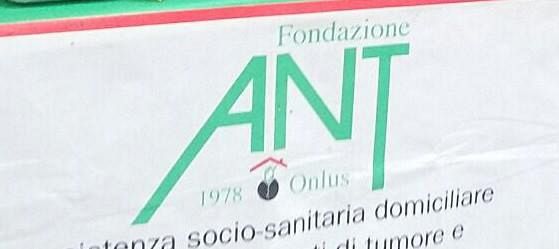 Fondazione
ANT
1978 Onlus
socio-sanitaria domiciliare
di tumore e